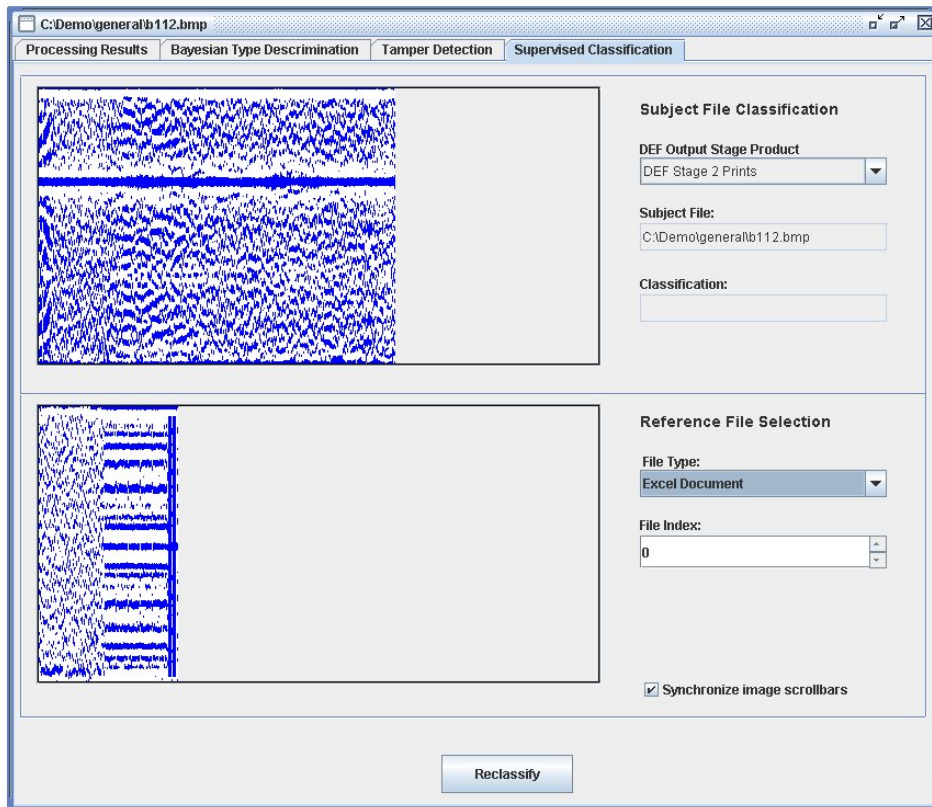 C:\Demo\general\b112.bmp
Processing Results Bayesian Type Descrimination Tamper Detection Supervised Classification
Subject File Classification
DEF Output Stage Product
DEF Stage 2 Prints
Subject File:
C:\Demo\general\b112.bmp
Classification:
Reference File Selection
File Type:
Excel Document
File Index:
0
Synchronize image scrollbars
Reclassify